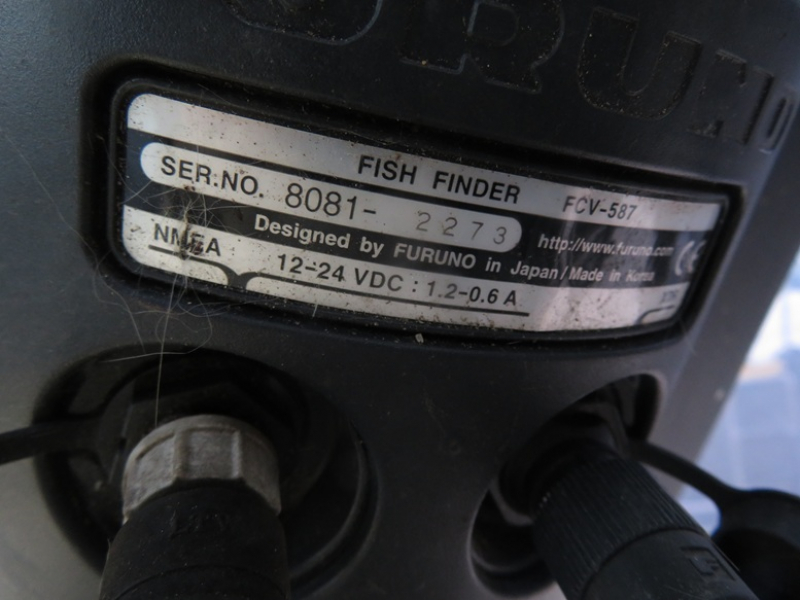 FURUNO
FISH FINDER FCV-587
SER.NO. 8081- 2273 http://www.furuno.com CE
Designed by FURUNO in Japan/Made in Korea
NMEA 12-24 VDC : 1.2-0.6 A